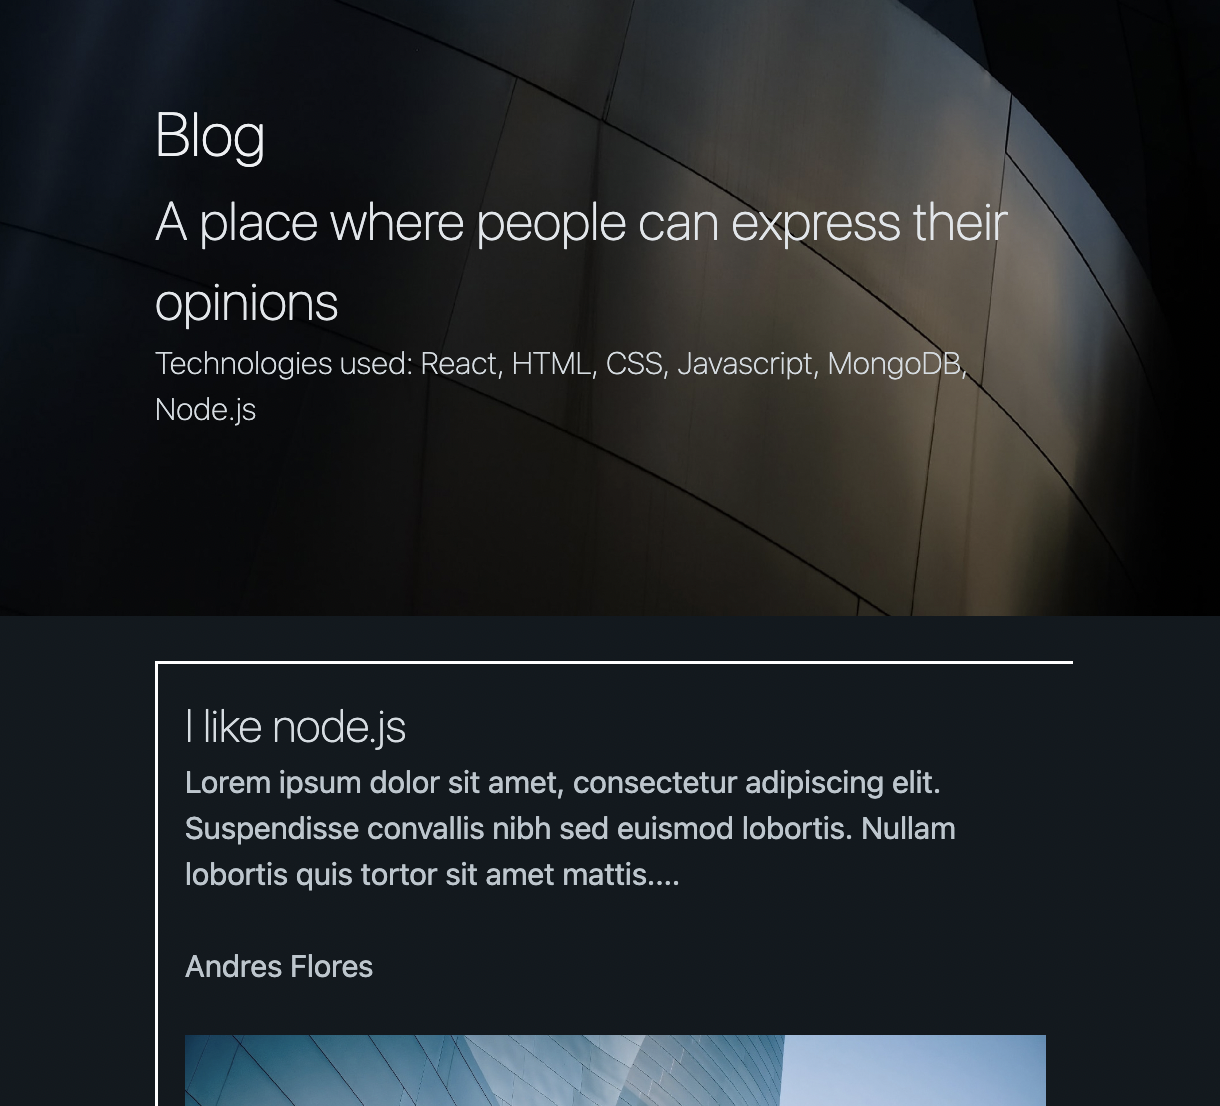 Blog
A place where people can express their
opinions
Technologies used: React, HTML, CSS, Javascript, MongoDB,
Node.js
I like node.js
Lorem ipsum dolor sit amet, consectetur adipiscing elit.
Suspendisse convallis nibh sed euismod lobortis. Nullam
lobortis quis tortor sit amet mattis....
Andres Flores